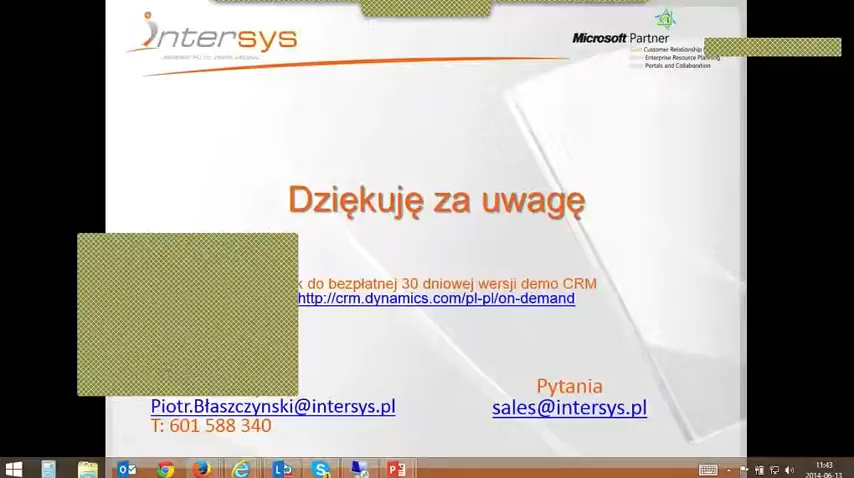 intersys
Microsoft Partner
Customer Relationship
Enterprise Resource Planning
Portals and Collaboration
Dziękuję za uwagę
do bezpłatnej 30 dniowej wersji demo CRM
http://crm.dynamics.com/pl-pl/on-demand
Pytania
Piotr.Błaszczynski@intersys.pl
sales@intersys.pl
T: 601 588 340
11:43
2014-06-13